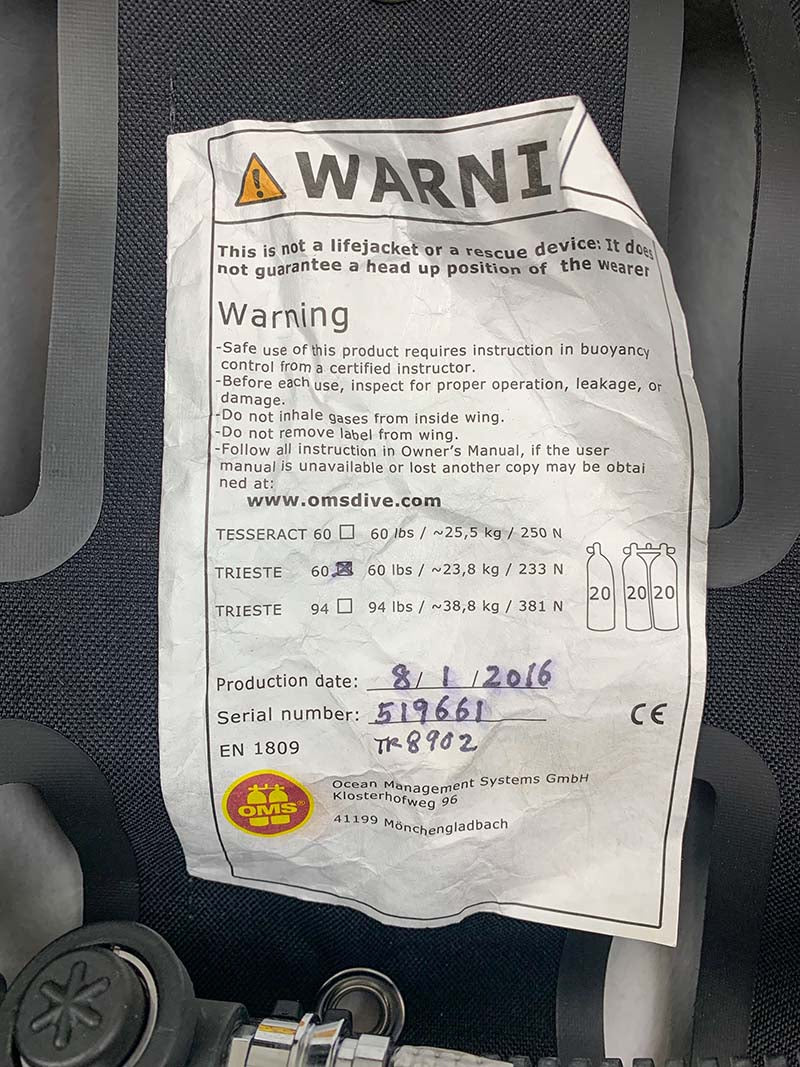 WARNI
This is not a lifejacket or a rescue device: It does
not guarantee a head up position of the wearer
Warning
-Safe use of this product requires instruction in buoyancy
control from a certified instructor.
-Before each use, inspect for proper operation, leakage, or
damage.
-Do not inhale gases from inside wing.
-Do not remove label from wing.
-Follow all instruction in Owner's Manual, if the user
manual is unavailable or lost another copy may be obtai
ned at:
www.omsdive.com
TESSERACT 60 ☐ 60 lbs / ~25,5 kg / 250 N
TRIESTE 60 ☒ 60 lbs / ~23,8 kg / 233 N
TRIESTE 94 ☐ 94 lbs / ~38,8 kg / 381 N
20 20 20
Production date: 8/1/2016
Serial number: 519661
EN 1809 TR8902
CE
OMS®
Ocean Management Systems GmbH
Klosterhofweg 96
41199 Mönchengladbach